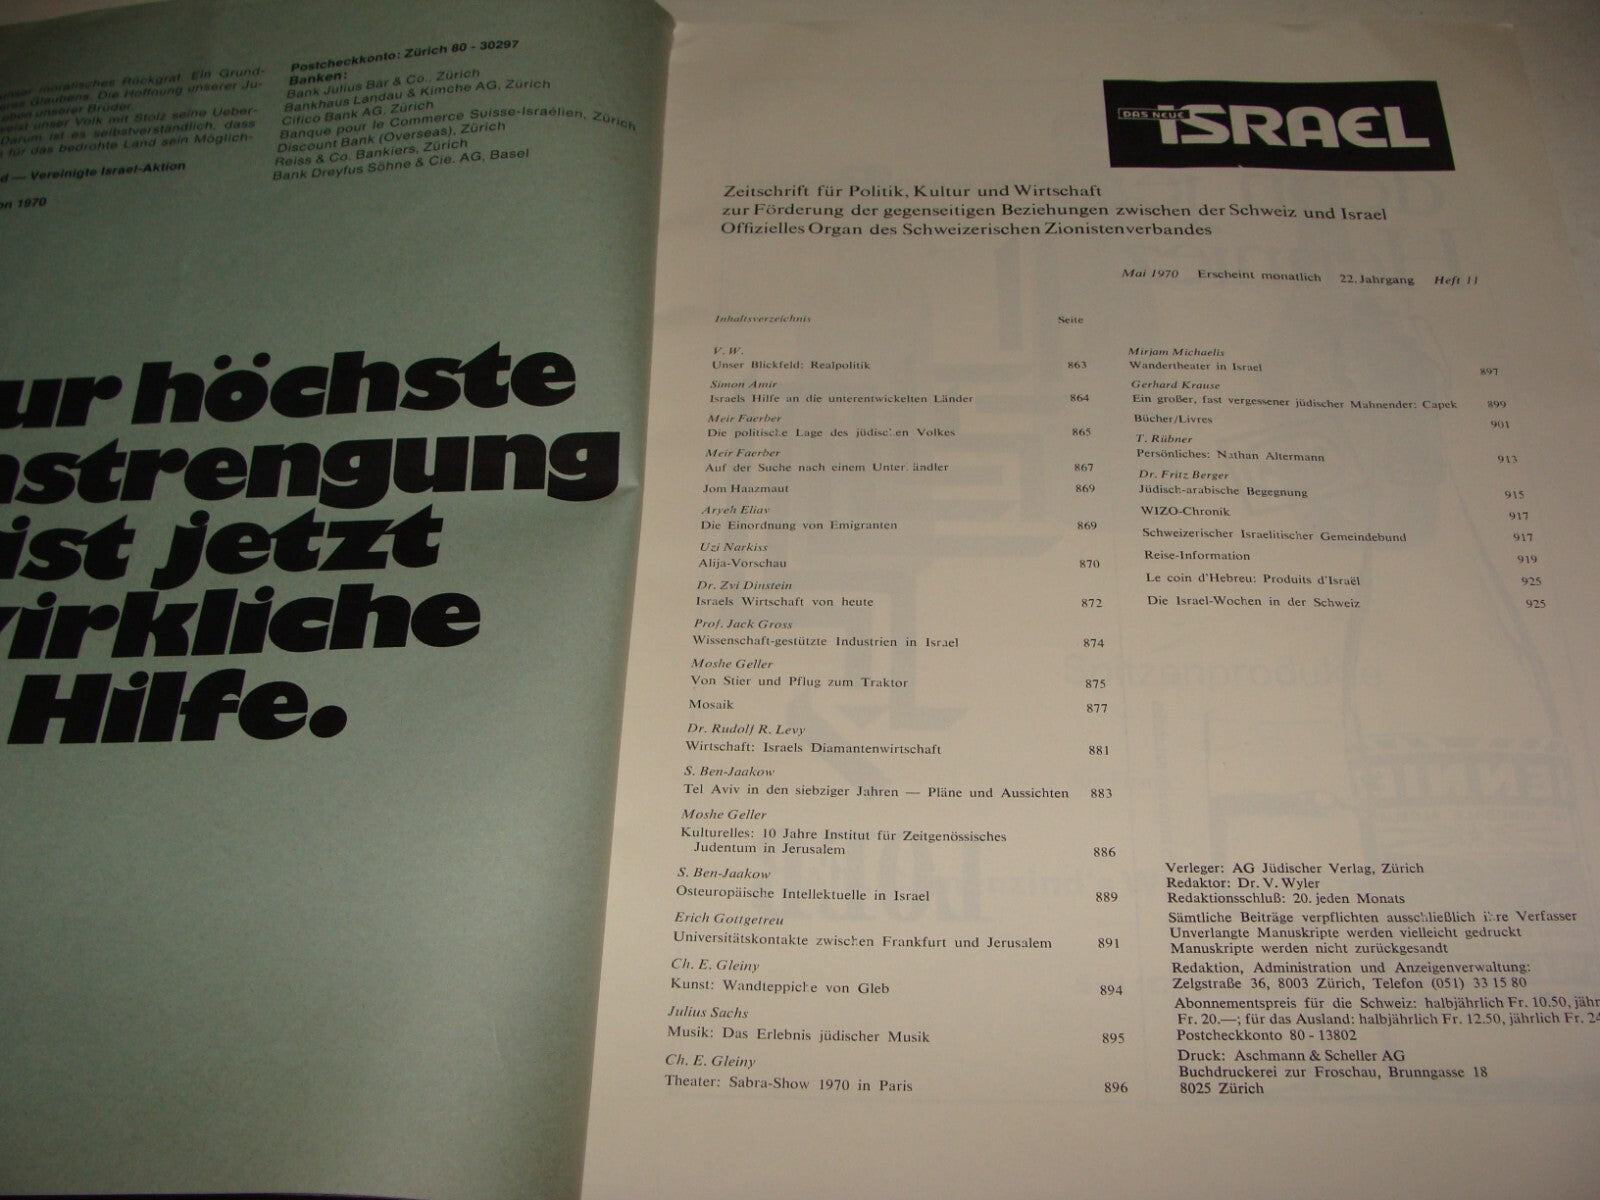 unser moralisches Rückgrat. Ein Grund-
Glaubens. Die Hoffnung unserer Ju-
unserer Brüder.
unser Volk mit Stolz seine Ueber-
Darum ist es selbstverständlich, dass
für das bedrohte Land sein Möglich-
d — Vereinigte Israel-Aktion
on 1970
Postcheckkonto: Zürich 80 - 30297
Banken:
Bank Julius Bär & Co., Zürich
Bankhaus Landau & Kimche AG, Zürich
Cifico Bank AG, Zürich
Banque pour le Commerce Suisse-Israélien, Zürich
Discount Bank (Overseas), Zürich
Reiss & Co. Bankiers, Zürich
Bank Dreyfus Söhne & Cie. AG, Basel
ur höchste
nstrengung
ist jetzt
wirkliche
Hilfe.
DAS NEUE ISRAEL
Zeitschrift für Politik, Kultur und Wirtschaft
zur Förderung der gegenseitigen Beziehungen zwischen der Schweiz und Israel
Offizielles Organ des Schweizerischen Zionistenverbandes
Mai 1970 Erscheint monatlich 22. Jahrgang Heft 11
Inhaltsverzeichnis Seite
V. W.
Unser Blickfeld: Realpolitik 863
Simon Amir
Israels Hilfe an die unterentwickelten Länder 864
Meir Faerber
Die politische Lage des jüdischen Volkes 865
Meir Faerber
Auf der Suche nach einem Unterhändler 867
Jom Haazmaut 869
Aryeh Eliav
Die Einordnung von Emigranten 869
Uzi Narkiss
Alija-Vorschau 870
Dr. Zvi Dinstein
Israels Wirtschaft von heute 872
Prof. Jack Gross
Wissenschaft-gestützte Industrien in Israel 874
Moshe Geller
Von Stier und Pflug zum Traktor 875
Mosaik 877
Dr. Rudolf R. Levy
Wirtschaft: Israels Diamantenwirtschaft 881
S. Ben-Jaakow
Tel Aviv in den siebziger Jahren — Pläne und Aussichten 883
Moshe Geller
Kulturelles: 10 Jahre Institut für Zeitgenössisches
Judentum in Jerusalem 886
S. Ben-Jaakow
Osteuropäische Intellektuelle in Israel 889
Erich Gottgetreu
Universitätskontakte zwischen Frankfurt und Jerusalem 891
Ch. E. Gleiny
Kunst: Wandteppiche von Gleb 894
Julius Sachs
Musik: Das Erlebnis jüdischer Musik 895
Ch. E. Gleiny
Theater: Sabra-Show 1970 in Paris 896
Mirjam Michaelis
Wandertheater in Israel 897
Gerhard Krause
Ein großer, fast vergessener jüdischer Mahnender: Capek 899
Bücher/Livres 901
T. Rübner
Persönliches: Nathan Altermann 913
Dr. Fritz Berger
Jüdisch-arabische Begegnung 915
WIZO-Chronik 917
Schweizerischer Israelitischer Gemeindebund 917
Reise-Information 919
Le coin d'Hebreu: Produits d'Israël 925
Die Israel-Wochen in der Schweiz 925
Verleger: AG Jüdischer Verlag, Zürich
Redaktor: Dr. V. Wyler
Redaktionsschluß: 20. jeden Monats
Sämtliche Beiträge verpflichten ausschließlich ihre Verfasser
Unverlangte Manuskripte werden vielleicht gedruckt
Manuskripte werden nicht zurückgesandt
Redaktion, Administration und Anzeigenverwaltung:
Zelgstraße 36, 8003 Zürich, Telefon (051) 33 15 80
Abonnementspreis für die Schweiz: halbjährlich Fr. 10.50, jähr
Fr. 20.—; für das Ausland: halbjährlich Fr. 12.50, jährlich Fr. 24
Postcheckkonto 80 - 13802
Druck: Aschmann & Scheller AG
Buchdruckerei zur Froschau, Brunngasse 18
8025 Zürich